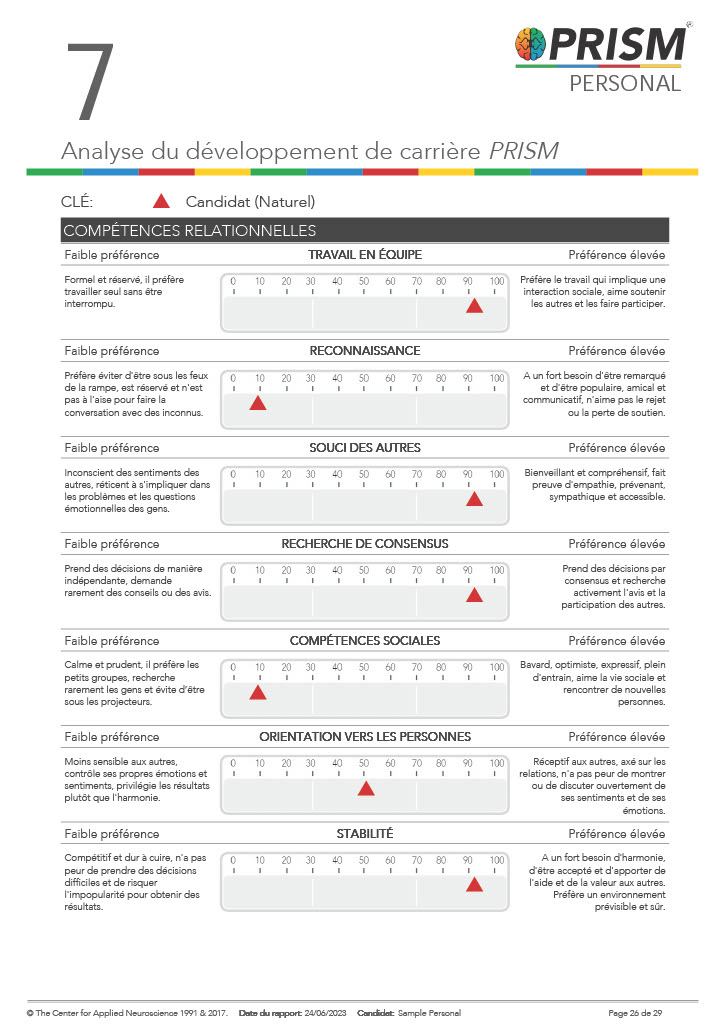 7
PRISM
PERSONAL
Analyse du développement de carrière PRISM
CLÉ: Candidat (Naturel)
COMPÉTENCES RELATIONNELLES
Faible préférence TRAVAIL EN ÉQUIPE Préférence élevée
Formel et réservé, il préfère
travailler seul sans être
interrompu.
0 10 20 30 40 50 60 70 80 90 100
Préfère le travail qui implique une
interaction sociale, aime soutenir
les autres et les faire participer.
Faible préférence RECONNAISSANCE Préférence élevée
Préfère éviter d'être sous les feux
de la rampe, est réservé et n'est
pas à l'aise pour faire la
conversation avec des inconnus.
0 10 20 30 40 50 60 70 80 90 100
A un fort besoin d'être remarqué
et d'être populaire, amical et
communicatif, n'aime pas le rejet
ou la perte de soutien.
Faible préférence SOUCI DES AUTRES Préférence élevée
Inconscient des sentiments des
autres, réticent à s'impliquer dans
les problèmes et les questions
émotionnelles des gens.
0 10 20 30 40 50 60 70 80 90 100
Bienveillant et compréhensif, fait
preuve d'empathie, prévenant,
sympathique et accessible.
Faible préférence RECHERCHE DE CONSENSUS Préférence élevée
Prend des décisions de manière
indépendante, demande
rarement des conseils ou des avis.
0 10 20 30 40 50 60 70 80 90 100
Prend des décisions par
consensus et recherche
activement l'avis et la
participation des autres.
Faible préférence COMPÉTENCES SOCIALES Préférence élevée
Calme et prudent, il préfère les
petits groupes, recherche
rarement les gens et évite d'être
sous les projecteurs.
0 10 20 30 40 50 60 70 80 90 100
Bavard, optimiste, expressif, plein
d'entrain, aime la vie sociale et
rencontrer de nouvelles
personnes.
Faible préférence ORIENTATION VERS LES PERSONNES Préférence élevée
Moins sensible aux autres,
contrôle ses propres émotions et
sentiments, privilégie les résultats
plutôt que l'harmonie.
0 10 20 30 40 50 60 70 80 90 100
Réceptif aux autres, axé sur les
relations, n'a pas peur de montrer
ou de discuter ouvertement de
ses sentiments et de ses
émotions.
Faible préférence STABILITÉ Préférence élevée
Compétitif et dur à cuire, n'a pas
peur de prendre des décisions
difficiles et de risquer
l'impopularité pour obtenir des
résultats.
0 10 20 30 40 50 60 70 80 90 100
A un fort besoin d'harmonie,
d'être accepté et d'apporter de
l'aide et de la valeur aux autres.
Préfère un environnement
prévisible et sûr.
© The Center for Applied Neuroscience 1991 & 2017. Date du rapport: 24/06/2023 Candidat: Sample Personal Page 26 de 29